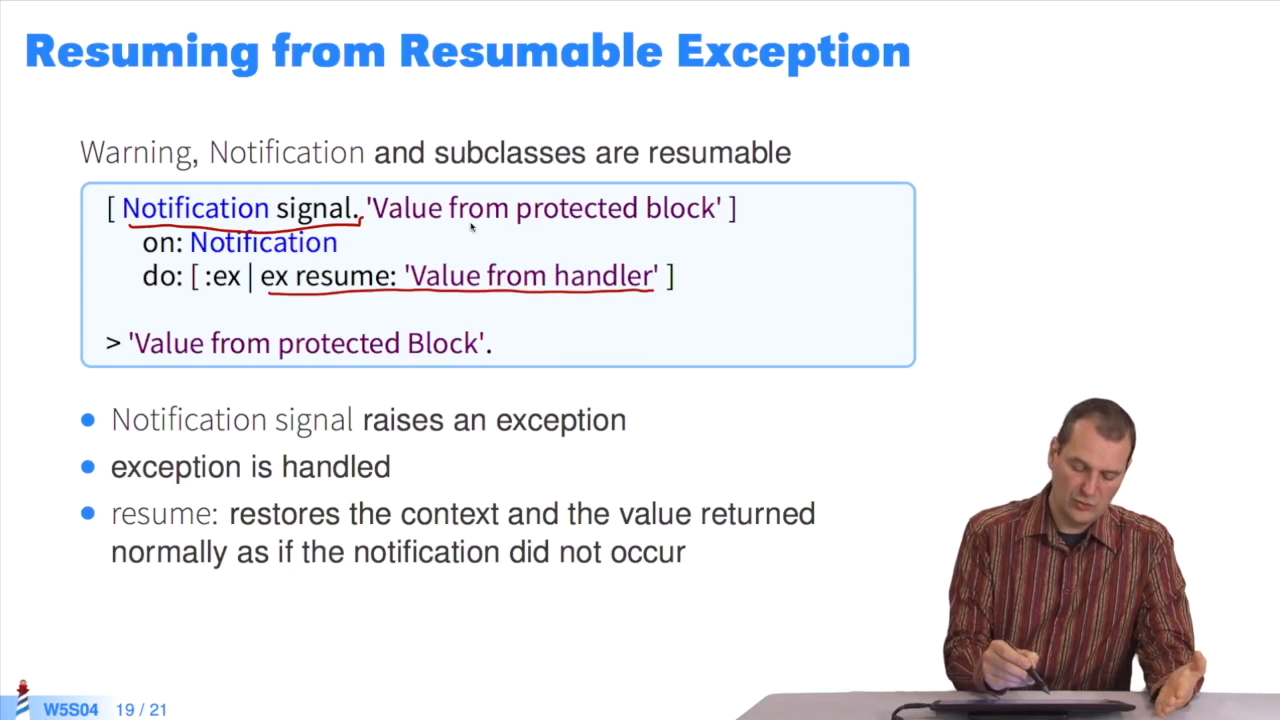 Resuming from Resumable Exception
Warning, Notification and subclasses are resumable
[ Notification signal. 'Value from protected block' ]
on: Notification
do: [ :ex | ex resume: 'Value from handler' ]
> 'Value from protected Block'.
Notification signal raises an exception
exception is handled
resume: restores the context and the value returned
normally as if the notification did not occur
W5S04 19 / 21